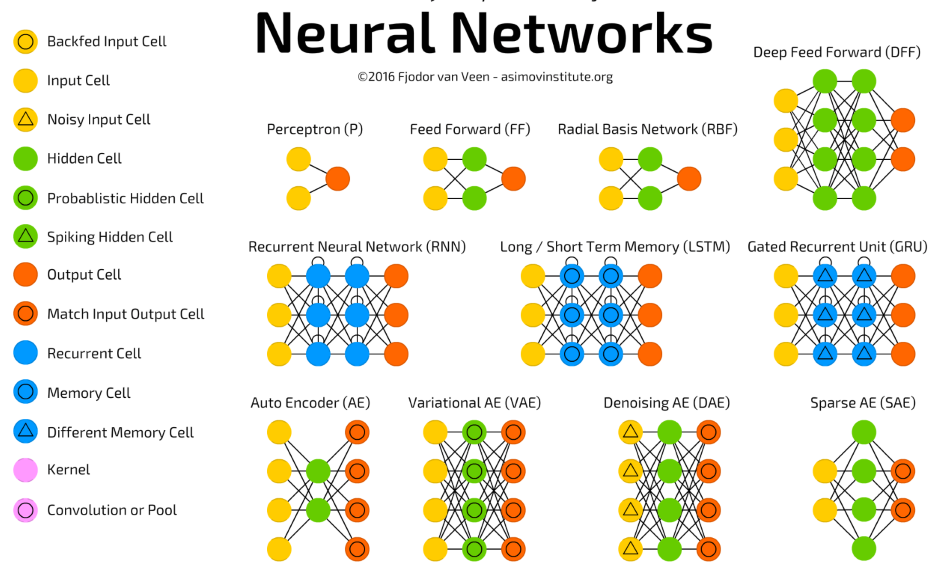 Neural Networks
©2016 Fjodor van Veen - asimovinstitute.org
Backfed Input Cell
Input Cell
Noisy Input Cell
Hidden Cell
Probablistic Hidden Cell
Spiking Hidden Cell
Output Cell
Match Input Output Cell
Recurrent Cell
Memory Cell
Different Memory Cell
Kernel
Convolution or Pool
Deep Feed Forward (DFF)
Perceptron (P)
Feed Forward (FF)
Radial Basis Network (RBF)
Recurrent Neural Network (RNN)
Long / Short Term Memory (LSTM)
Gated Recurrent Unit (GRU)
Auto Encoder (AE)
Variational AE (VAE)
Denoising AE (DAE)
Sparse AE (SAE)